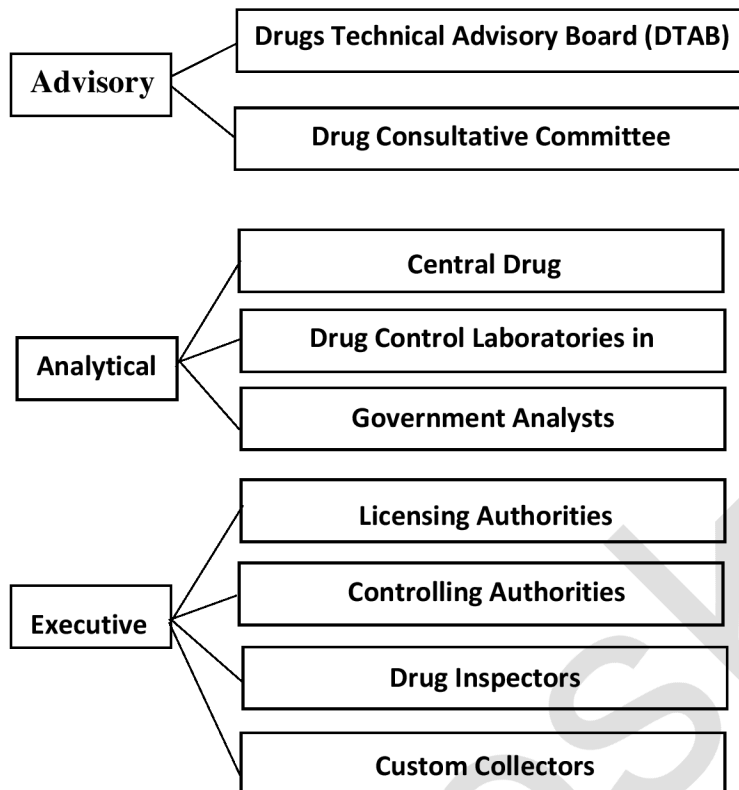 Drugs Technical Advisory Board (DTAB)
Advisory
Drug Consultative Committee
Central Drug
Drug Control Laboratories in
Analytical
Government Analysts
Licensing Authorities
Controlling Authorities
Executive
Drug Inspectors
Custom Collectors